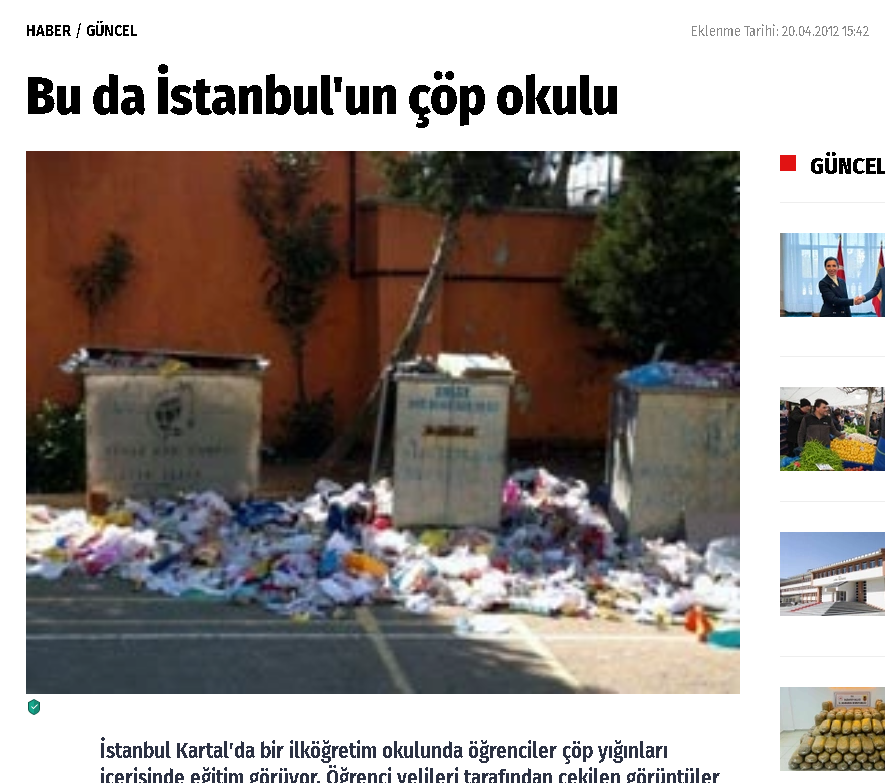 HABER / GÜNCEL
Eklenme Tarihi: 20.04.2012 15:42
Bu da İstanbul'un çöp okulu
GÜNCEL
İstanbul Kartal'da bir ilköğretim okulunda öğrenciler çöp yığınları
içerisinde eğitim görüyor. Öğrenci velileri tarafından çekilen görüntüler